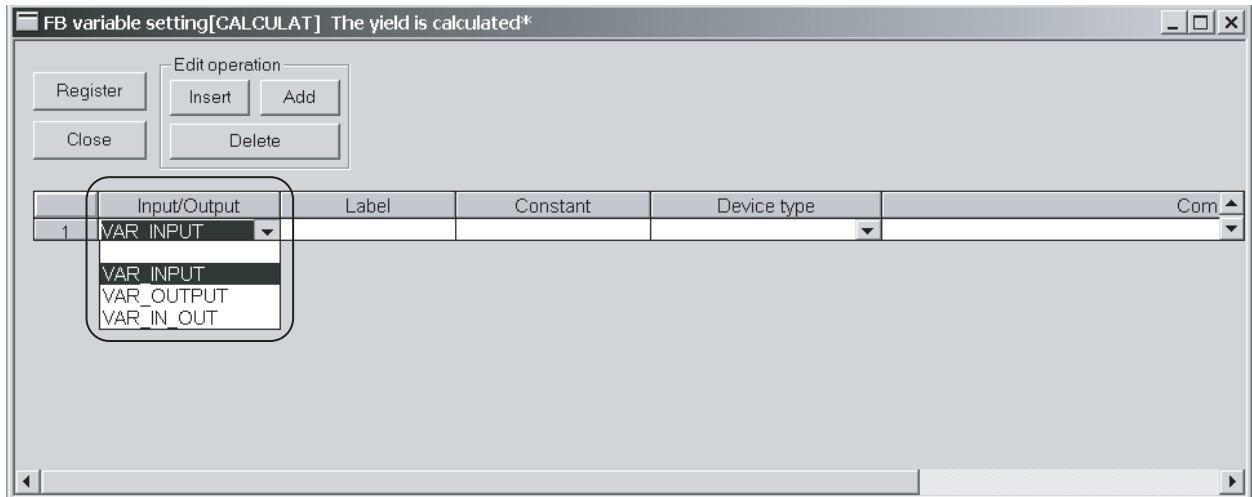 FB variable setting[CALCULAT] The yield is calculated*
Edit operation
Register
Insert
Add
Close
Delete
Input/Output
Label
Constant
Device type
Com
1
VAR_INPUT
VAR_INPUT
VAR_OUTPUT
VAR_IN_OUT